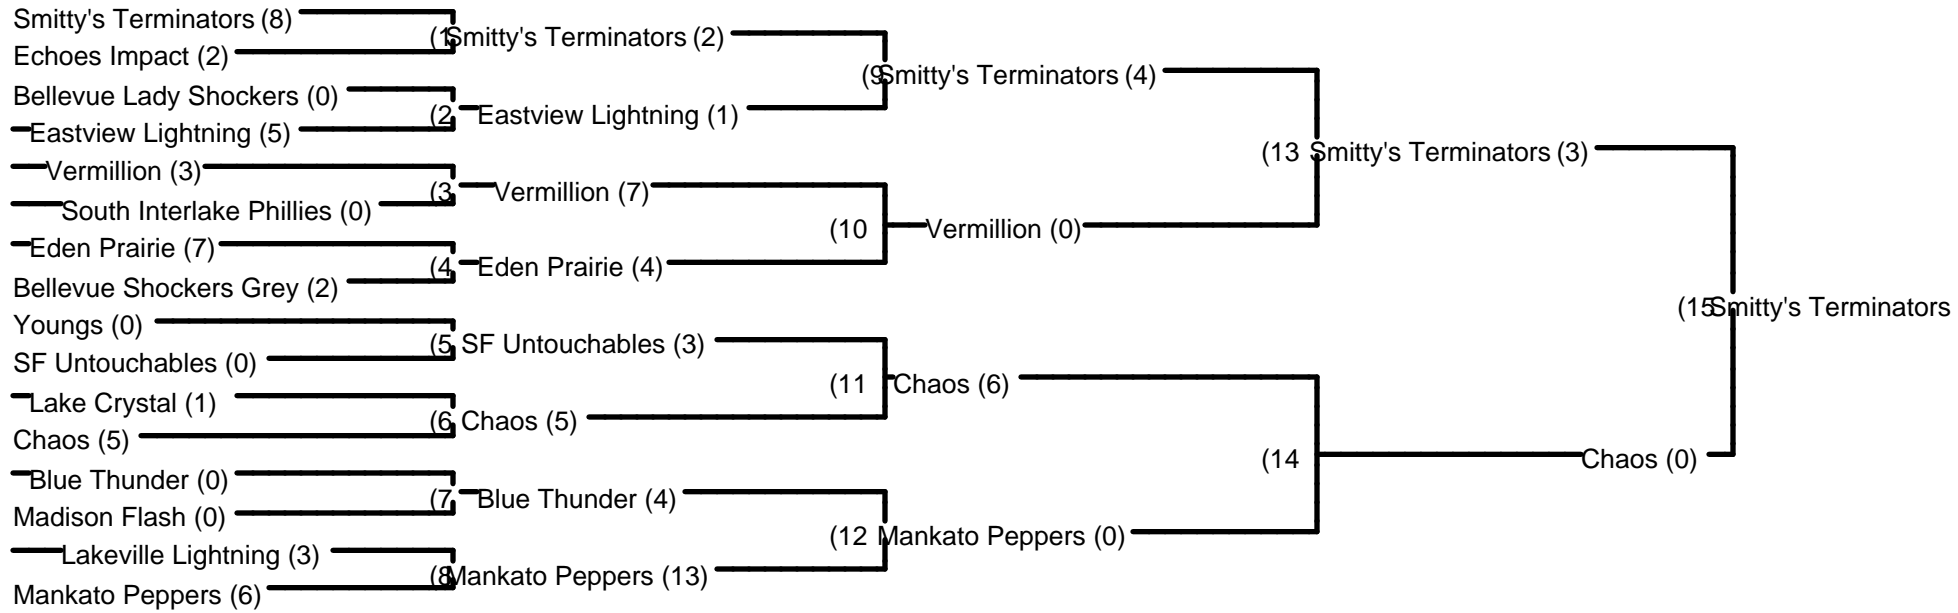 Smitty's Terminators (8)
Echoes Impact (2)
Bellevue Lady Shockers (0)
Eastview Lightning (5)
Vermillion (3)
South Interlake Phillies (0)
Eden Prairie (7)
Bellevue Shockers Grey (2)
Youngs (0)
SF Untouchables (0)
Lake Crystal (1)
Chaos (5)
Blue Thunder (0)
Madison Flash (0)
Lakeville Lightning (3)
Mankato Peppers (6)
(1 Smitty's Terminators (2)
(2 Eastview Lightning (1)
(3 Vermillion (7)
(4 Eden Prairie (4)
(5 SF Untouchables (3)
(6 Chaos (5)
(7 Blue Thunder (4)
(8 Mankato Peppers (13)
(9 Smitty's Terminators (4)
(10 Vermillion (0)
(11 Chaos (6)
(12 Mankato Peppers (0)
(13 Smitty's Terminators (3)
(14 Chaos (0)
(15 Smitty's Terminators